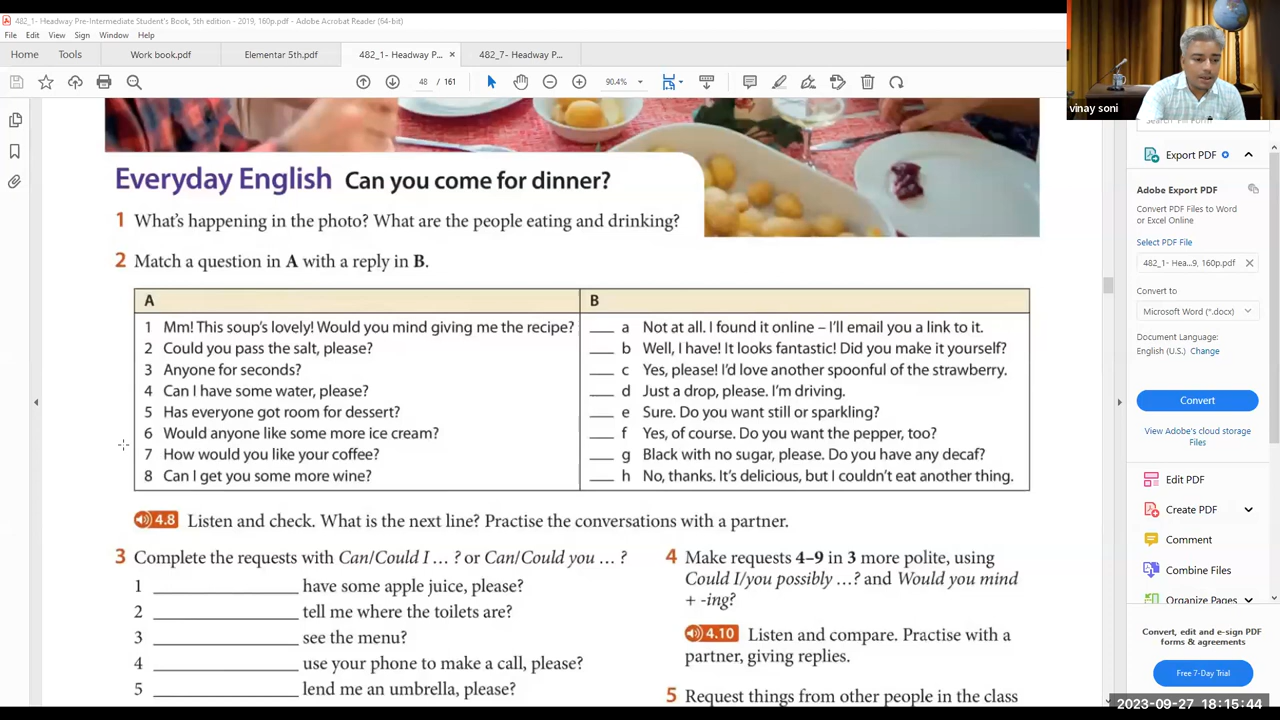 482_1- Headway Pre-Intermediate Student's Book, 5th edition - 2019, 160p.pdf - Adobe Acrobat Reader (64-bit)
File Edit View Sign Window Help
Home Tools Work book.pdf Elementar 5th.pdf 482_1- Headway P... × 482_7- Headway P...
48 / 161 90.4%
vinay soni
Everyday English Can you come for dinner?
1 What's happening in the photo? What are the people eating and drinking?
2 Match a question in A with a reply in B.
A B
1 Mm! This soup's lovely! Would you mind giving me the recipe? ___ a Not at all. I found it online – I'll email you a link to it.
2 Could you pass the salt, please? ___ b Well, I have! It looks fantastic! Did you make it yourself?
3 Anyone for seconds? ___ c Yes, please! I'd love another spoonful of the strawberry.
4 Can I have some water, please? ___ d Just a drop, please. I'm driving.
5 Has everyone got room for dessert? ___ e Sure. Do you want still or sparkling?
6 Would anyone like some more ice cream? ___ f Yes, of course. Do you want the pepper, too?
7 How would you like your coffee? ___ g Black with no sugar, please. Do you have any decaf?
8 Can I get you some more wine? ___ h No, thanks. It's delicious, but I couldn't eat another thing.
4.8 Listen and check. What is the next line? Practise the conversations with a partner.
3 Complete the requests with Can/Could I … ? or Can/Could you … ?
1 ____________ have some apple juice, please?
2 ____________ tell me where the toilets are?
3 ____________ see the menu?
4 ____________ use your phone to make a call, please?
5 ____________ lend me an umbrella, please?
4 Make requests 4–9 in 3 more polite, using
Could I/you possibly …? and Would you mind
+ -ing?
4.10 Listen and compare. Practise with a
partner, giving replies.
5 Request things from other people in the class
Search 'Fill Form'
Export PDF
Adobe Export PDF
Convert PDF Files to Word
or Excel Online
Select PDF File
482_1- Hea...9, 160p.pdf ×
Convert to
Microsoft Word (*.docx)
Document Language:
English (U.S.) Change
Convert
View Adobe's cloud storage
Files
Edit PDF
Create PDF
Comment
Combine Files
Organize Pages
Convert, edit and e-sign PDF
forms & agreements
Free 7-Day Trial
2023-09-27 18:15:44